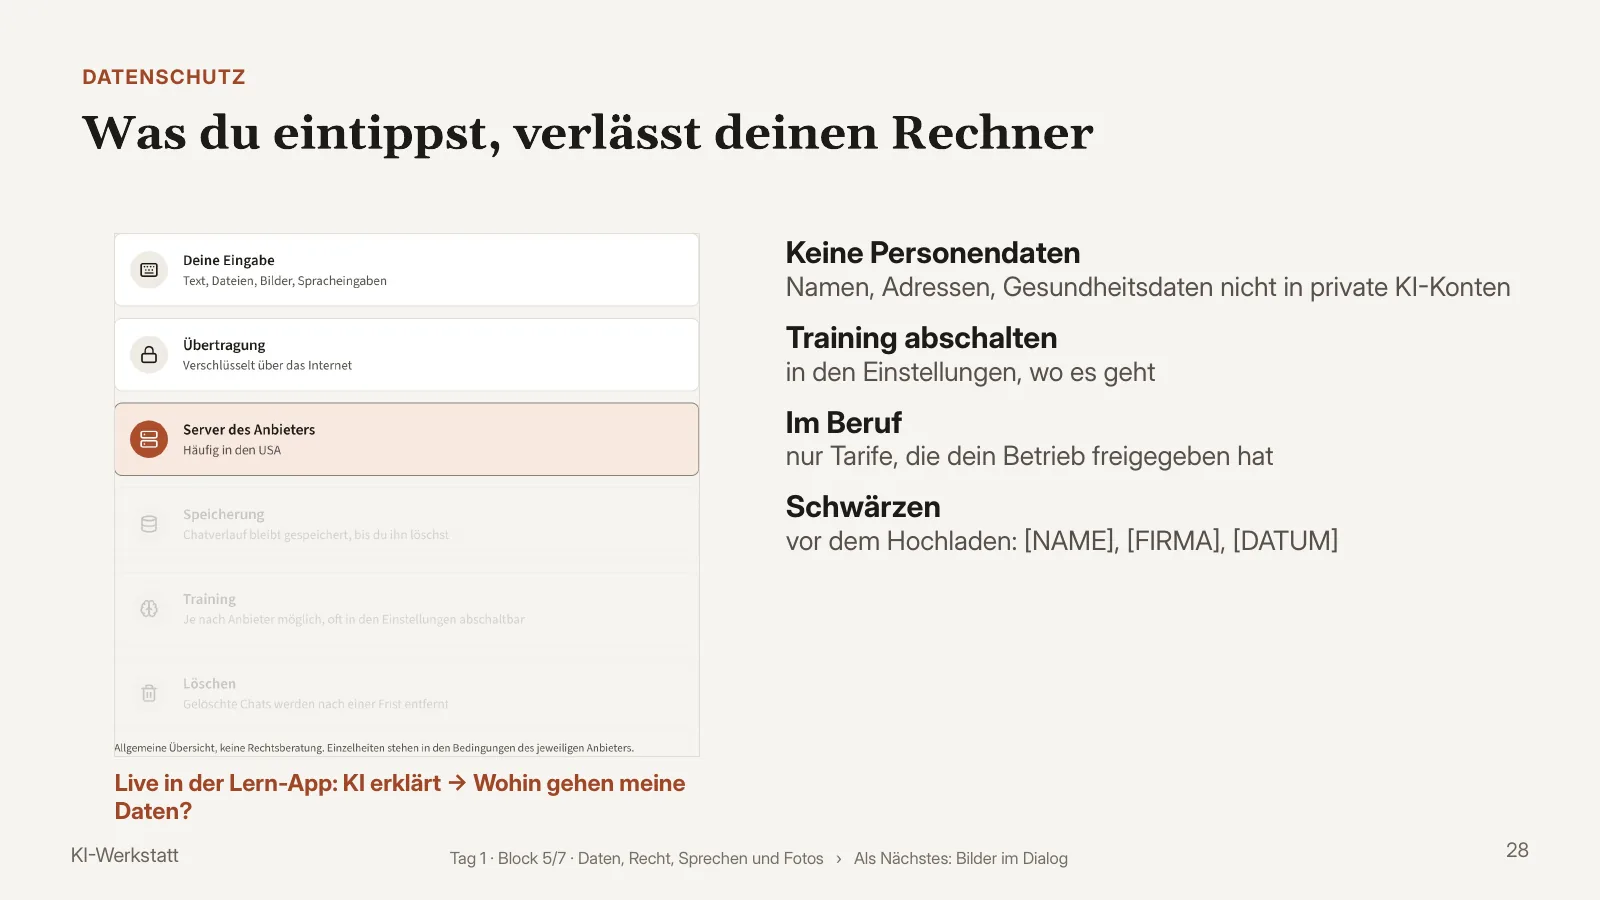 DATENSCHUTZ
Was du eintippst, verlässt deinen Rechner
Deine Eingabe
Text, Dateien, Bilder, Spracheingaben
Übertragung
Verschlüsselt über das Internet
Server des Anbieters
Häufig in den USA
Speicherung
Chatverlauf bleibt gespeichert, bis du ihn löschst
Training
Je nach Anbieter möglich, oft in den Einstellungen abschaltbar
Löschen
Gelöschte Chats werden nach einer Frist entfernt
Allgemeine Übersicht, keine Rechtsberatung. Einzelheiten stehen in den Bedingungen des jeweiligen Anbieters.
Live in der Lern-App: KI erklärt → Wohin gehen meine
Daten?
Keine Personendaten
Namen, Adressen, Gesundheitsdaten nicht in private KI-Konten
Training abschalten
in den Einstellungen, wo es geht
Im Beruf
nur Tarife, die dein Betrieb freigegeben hat
Schwärzen
vor dem Hochladen: [NAME], [FIRMA], [DATUM]
KI-Werkstatt
Tag 1 · Block 5/7 · Daten, Recht, Sprechen und Fotos › Als Nächstes: Bilder im Dialog
28